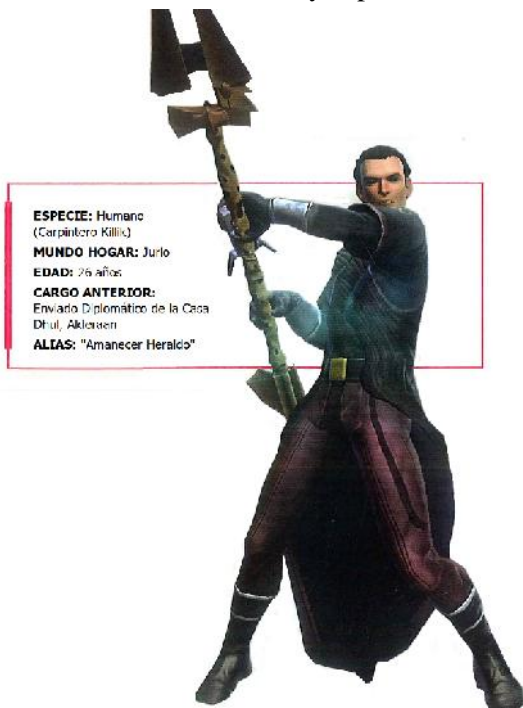 ESPECIE: Humano
(Carpintero Killik)
MUNDO HOGAR: Jurio
EDAD: 26 años
CARGO ANTERIOR:
Enviado Diplomático de la Casa
Dhul, Alderaan
ALIAS: "Amanecer Heraldo"